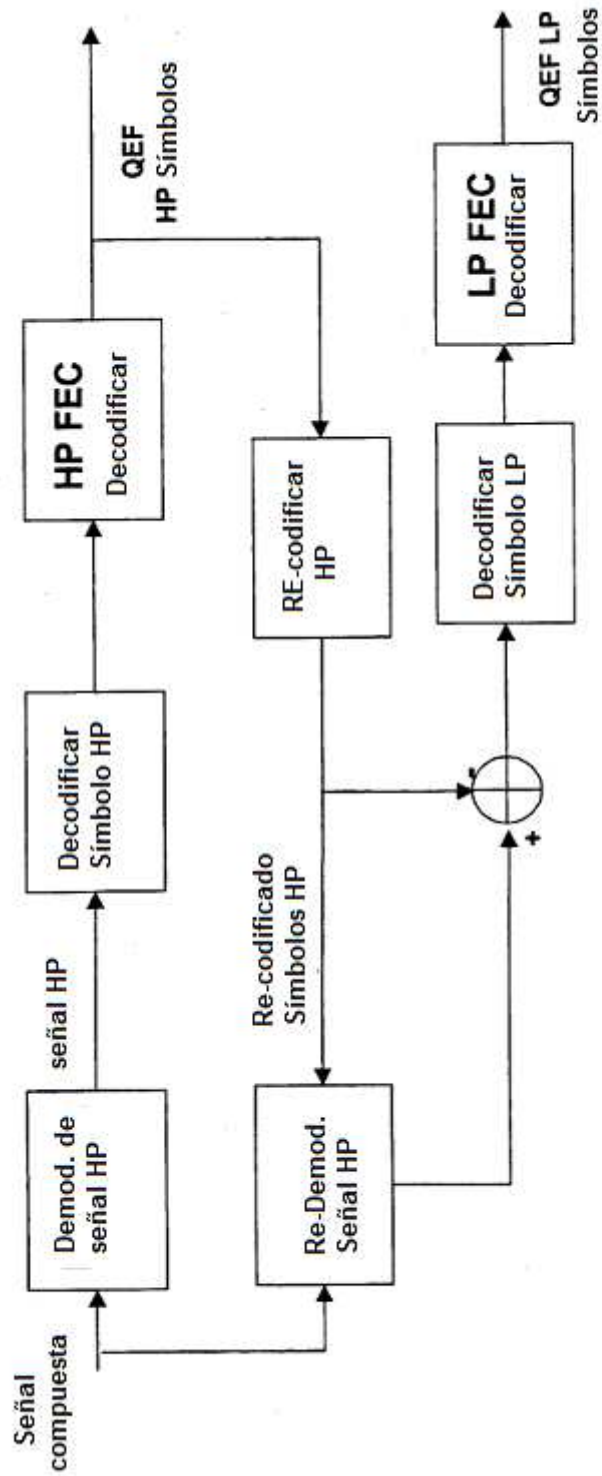 Señal
compuesta
Demod. de
señal HP
señal HP
Decodificar
Símbolo HP
HP FEC
Decodificar
QEF
HP Símbolos
Re-Demod.
Señal HP
Re-codificado
Símbolos HP
RE-codificar
HP
+
-
Decodificar
Símbolo LP
LP FEC
Decodificar
QEF LP
Símbolos